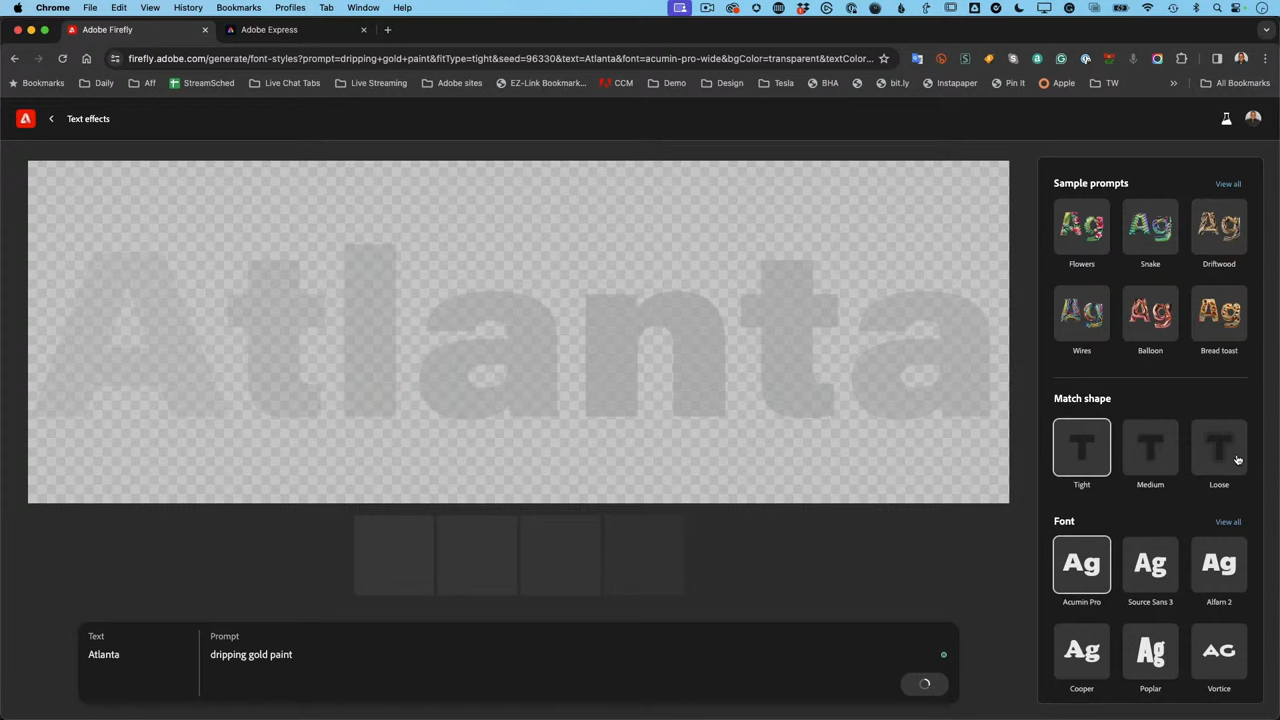 Chrome File Edit View History Bookmarks Profiles Tab Window Help
Adobe Firefly
Adobe Express
firefly.adobe.com/generate/font-styles?prompt=dripping+gold+paint&fitType=tight&seed=96330&text=Atlanta&font=acumin-pro-wide&bgColor=transparent&textColor...
Bookmarks Daily Aff StreamSched Live Chat Tabs Live Streaming Adobe sites EZ-Link Bookmark... CCM Demo Design Tesla BHA bit.ly Instapaper Pin It Apple TW » All Bookmarks
Text effects
Atlanta
Sample prompts View all
Ag Ag Ag
Flowers Snake Driftwood
Ag Ag Ag
Wires Balloon Bread toast
Match shape
T T T
Tight Medium Loose
Font View all
Ag Ag Ag
Acumin Pro Source Sans 3 Alfarn 2
Ag Ag AG
Cooper Poplar Vortice
Text Prompt
Atlanta dripping gold paint